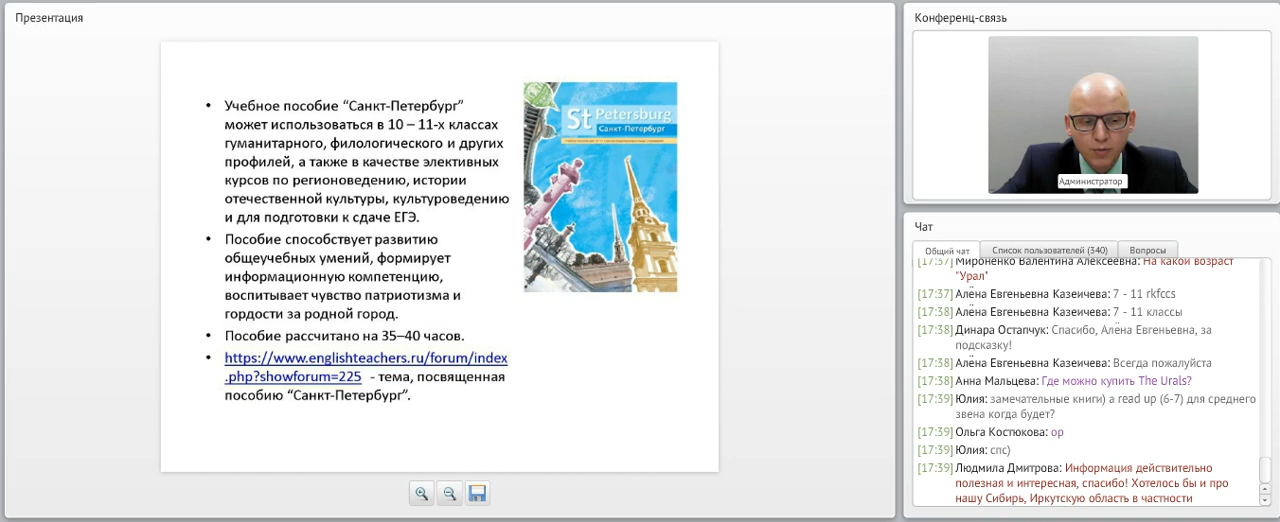 Презентация
Учебное пособие “Санкт-Петербург”
может использоваться в 10 – 11-х классах
гуманитарного, филологического и других
профилей, а также в качестве элективных
курсов по регионоведению, истории
отечественной культуры, культуроведению
и для подготовки к сдаче ЕГЭ.
Пособие способствует развитию
общеучебных умений, формирует
информационную компетенцию,
воспитывает чувство патриотизма и
гордости за родной город.
Пособие рассчитано на 35–40 часов.
https://www.englishteachers.ru/forum/index
.php?showforum=225 - тема, посвященная
пособию “Санкт-Петербург”.
St Petersburg
Санкт-Петербург
Конференц-связь
Администратор
Чат
Общий чат Список пользователей (340) Вопросы
[17:37] Мироненко Валентина Алексеевна: На какой возраст
"Урал"
[17:37] Алёна Евгеньевна Казеичева: 7 - 11 rkfccs
[17:38] Алёна Евгеньевна Казеичева: 7 - 11 классы
[17:38] Динара Остапчук: Спасибо, Алёна Евгеньевна, за
подсказку!
[17:38] Алёна Евгеньевна Казеичева: Всегда пожалуйста
[17:38] Анна Мальцева: Где можно купить The Urals?
[17:39] Юлия: замечательные книги) а read up (6-7) для среднего
звена когда будет?
[17:39] Ольга Костюкова: ор
[17:39] Юлия: спс)
[17:39] Людмила Дмитрова: Информация действительно
полезная и интересная, спасибо! Хотелось бы и про
нашу Сибирь, Иркутскую область в частности